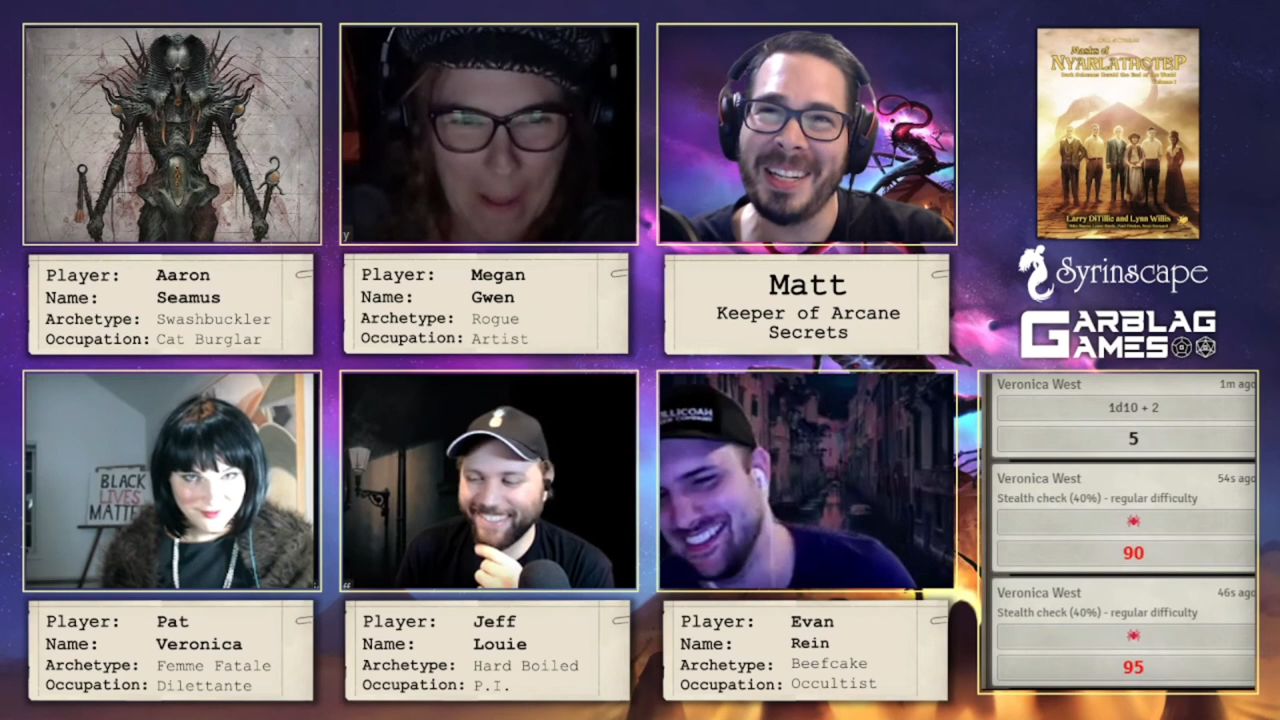 Player: Aaron
Name: Seamus
Archetype: Swashbuckler
Occupation: Cat Burglar
y
Player: Megan
Name: Gwen
Archetype: Rogue
Occupation: Artist
Matt
Keeper of Arcane
Secrets
Masks of
NYARLATHOTEP
Larry DiTillio and Lynn Willis
Syrinscape
GARBLAG
GAMES
BLACK
LIVES
MATTE
Player: Pat
Name: Veronica
Archetype: Femme Fatale
Occupation: Dilettante
Player: Jeff
Name: Louie
Archetype: Hard Boiled
Occupation: P.I.
ILLICOAH
Player: Evan
Name: Rein
Archetype: Beefcake
Occupation: Occultist
Veronica West 1m ago
1d10 + 2
5
Veronica West 54s ago
Stealth check (40%) - regular difficulty
90
Veronica West 46s ago
Stealth check (40%) - regular difficulty
95